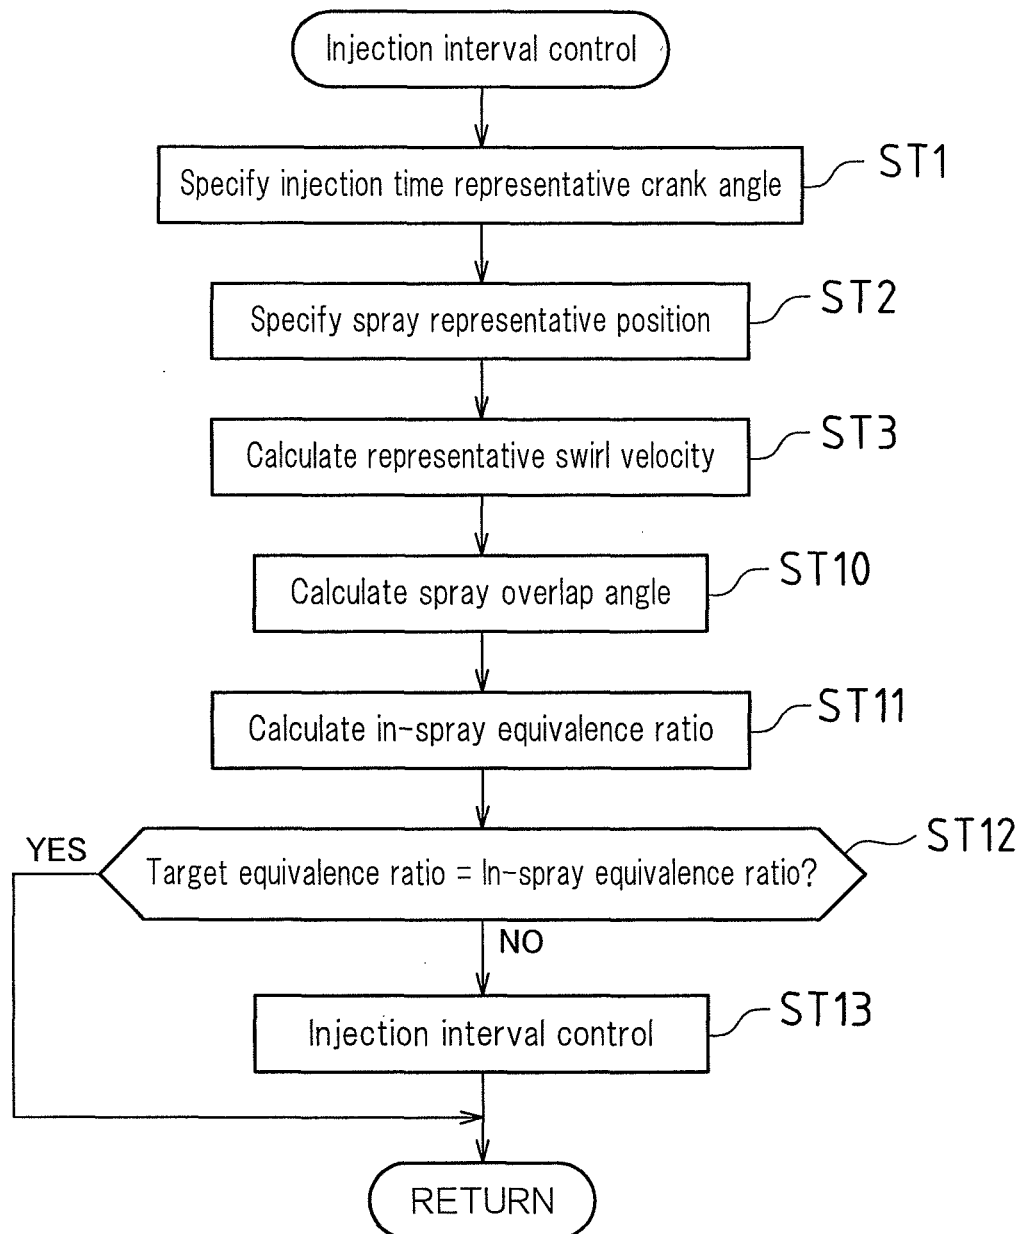 Injection interval control
Specify injection time representative crank angle
ST1
Specify spray representative position
ST2
Calculate representative swirl velocity
ST3
Calculate spray overlap angle
ST10
Calculate in-spray equivalence ratio
ST11
YES
Target equivalence ratio = In-spray equivalence ratio?
ST12
NO
Injection interval control
ST13
RETURN